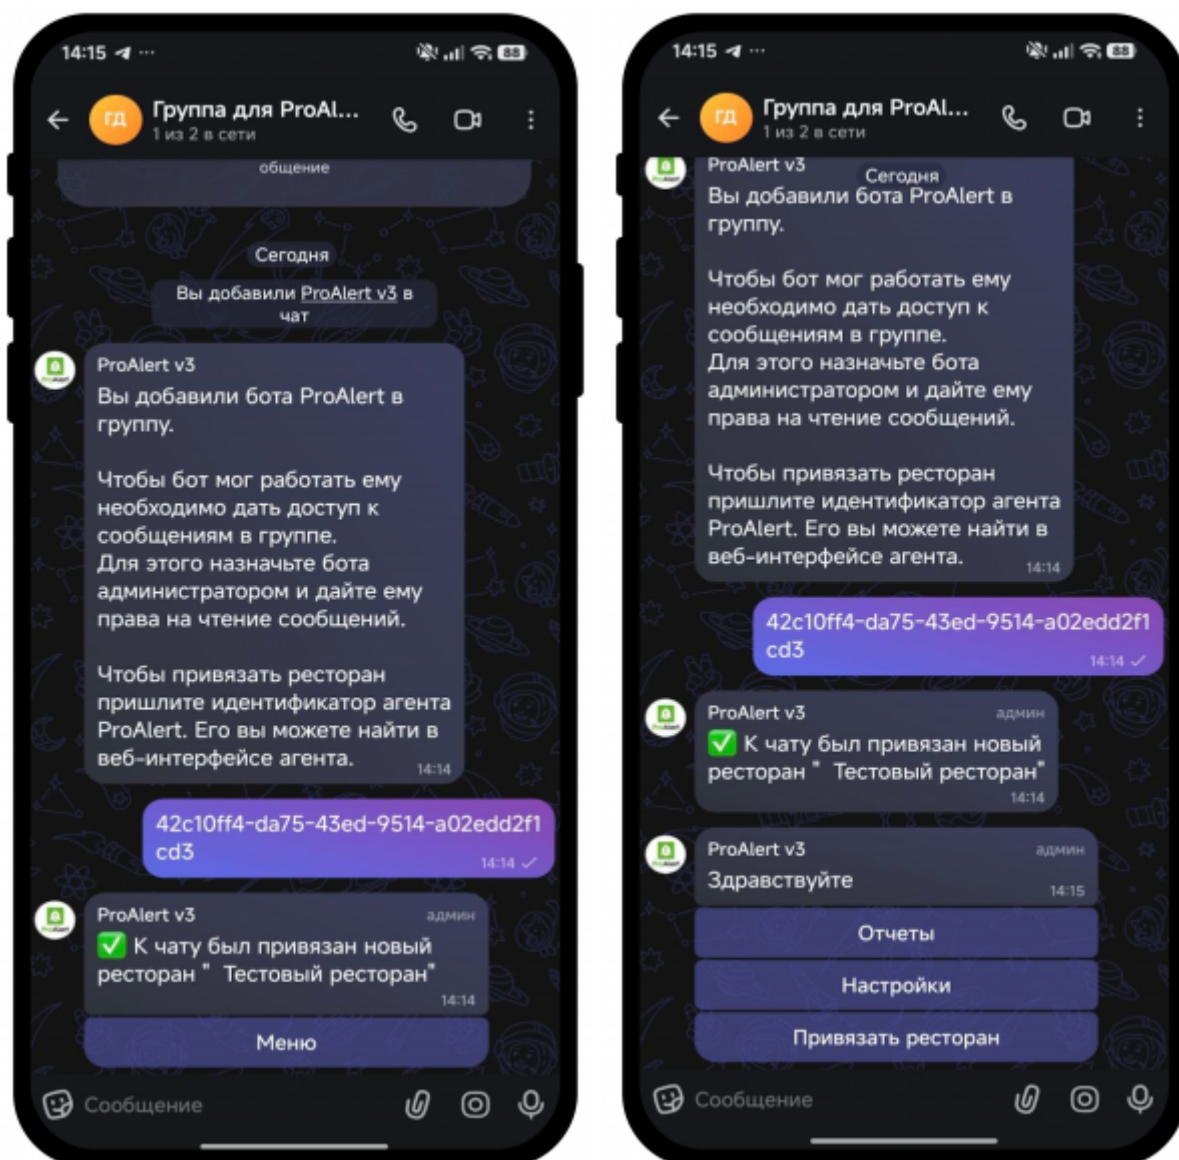 14:15
88
ГД
Группа для ProAl...
1 из 2 в сети
общение
Сегодня
Вы добавили ProAlert v3 в
чат
ProAlert v3
Вы добавили бота ProAlert в
группу.
Чтобы бот мог работать ему
необходимо дать доступ к
сообщениям в группе.
Для этого назначьте бота
администратором и дайте ему
права на чтение сообщений.
Чтобы привязать ресторан
пришлите идентификатор агента
ProAlert. Его вы можете найти в
веб-интерфейсе агента.
14:14
42c10ff4-da75-43ed-9514-a02edd2f1
cd3
14:14
ProAlert v3
админ
✅ К чату был привязан новый
ресторан " Тестовый ресторан"
14:14
Меню
Сообщение
14:15
88
ГД
Группа для ProAl...
1 из 2 в сети
ProAlert v3
Сегодня
Вы добавили бота ProAlert в
группу.
Чтобы бот мог работать ему
необходимо дать доступ к
сообщениям в группе.
Для этого назначьте бота
администратором и дайте ему
права на чтение сообщений.
Чтобы привязать ресторан
пришлите идентификатор агента
ProAlert. Его вы можете найти в
веб-интерфейсе агента.
14:14
42c10ff4-da75-43ed-9514-a02edd2f1
cd3
14:14
ProAlert v3
админ
✅ К чату был привязан новый
ресторан " Тестовый ресторан"
14:14
ProAlert v3
админ
Здравствуйте
14:15
Отчеты
Настройки
Привязать ресторан
Сообщение